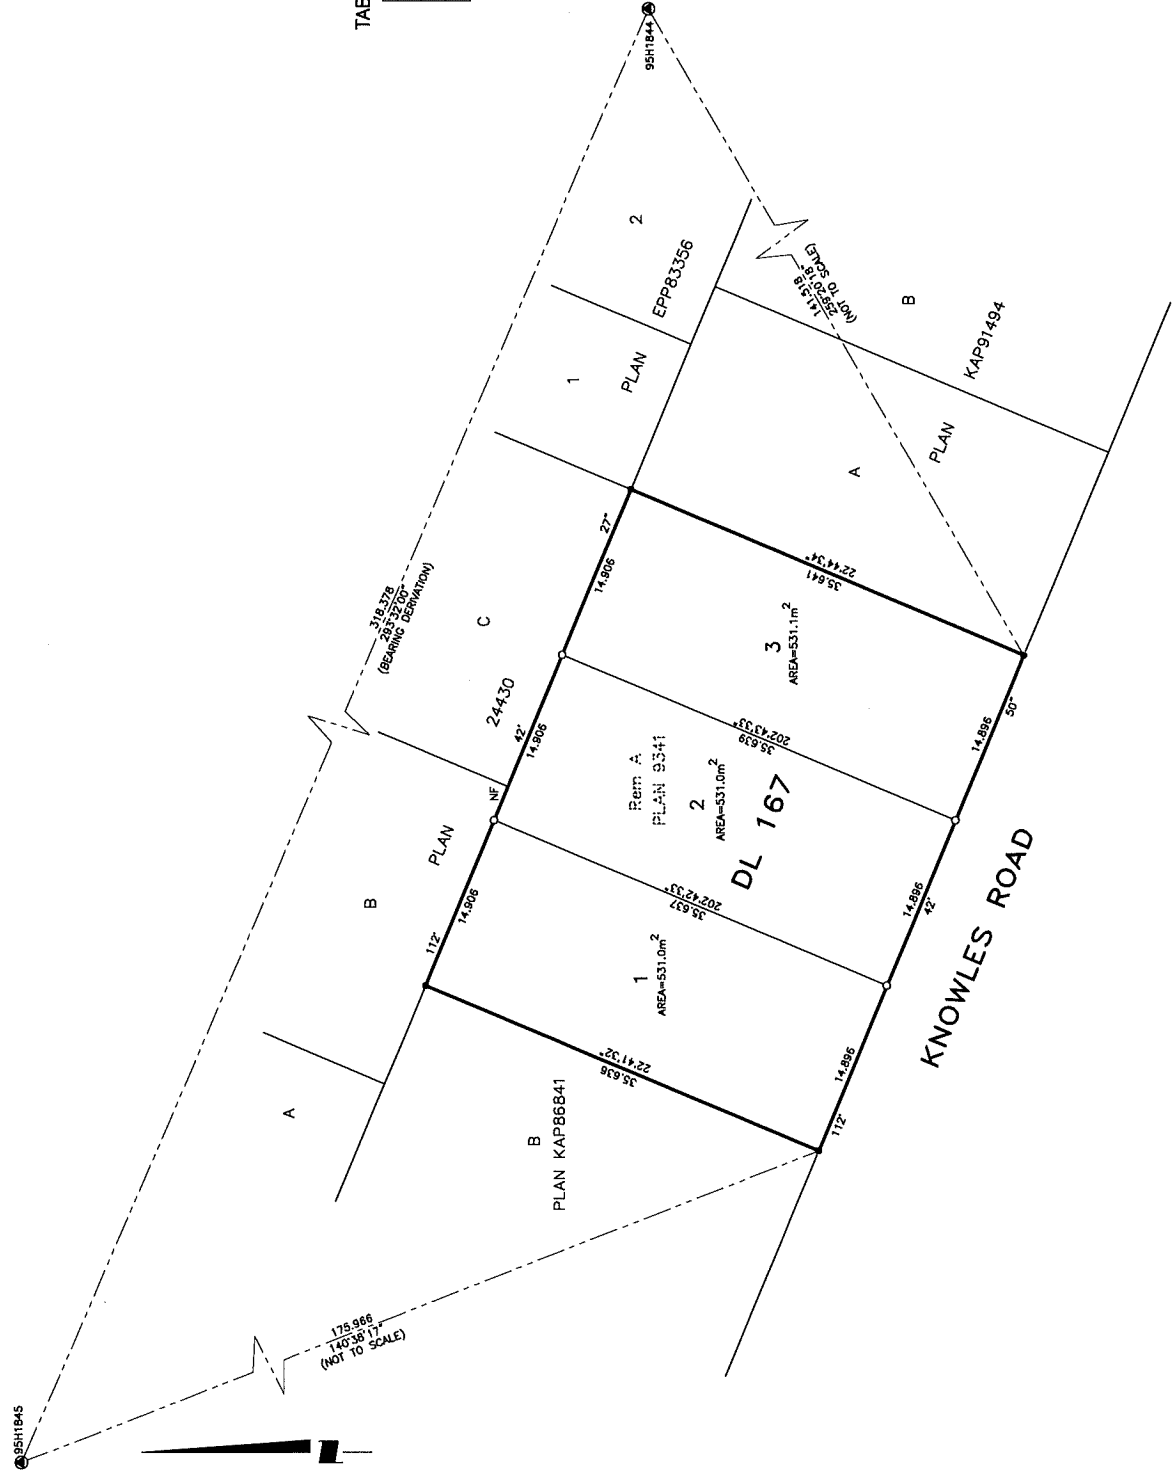 TAB
95H1844
2
EPP83356
1
PLAN
141.518
259°20'18"
(NOT TO SCALE)
B
KAP91494
PLAN
A
318.378
293°32'00"
(BEARING DERIVATION)
27"
14.906
22°44'34"
35.641
C
24430
42'
14.906
3
AREA=531.1m²
50"
14.896
202°43'33"
35.639
Rem A
PLAN 9341
2
AREA=531.0m²
DL 167
NF
PLAN
B
14.906
112°
202°42'33"
35.637
14.896
42'
KNOWLES ROAD
1
AREA=531.0m²
22°41'32"
35.636
14.896
112°
A
B
PLAN KAP86841
175.966
140°38'17"
(NOT TO SCALE)
95H1845